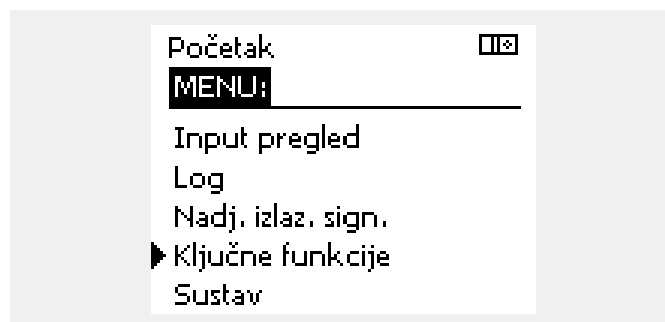 Početak
MENU:
Input pregled
Log
Nadj. izlaz. sign.
Ključne funkcije
Sustav